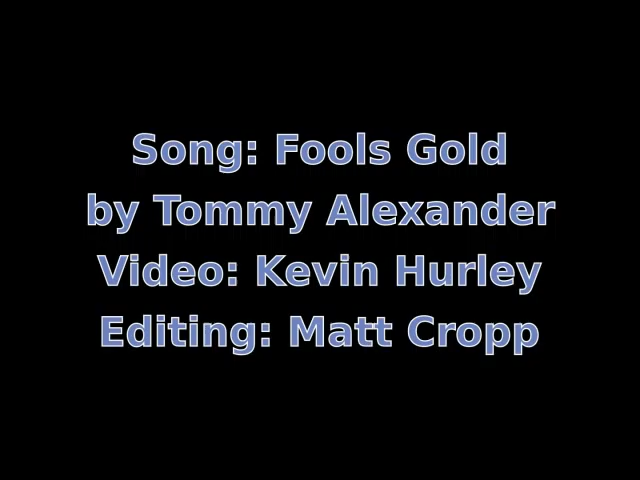 Song: Fools Gold
by Tommy Alexander
Video: Kevin Hurley
Editing: Matt Cropp